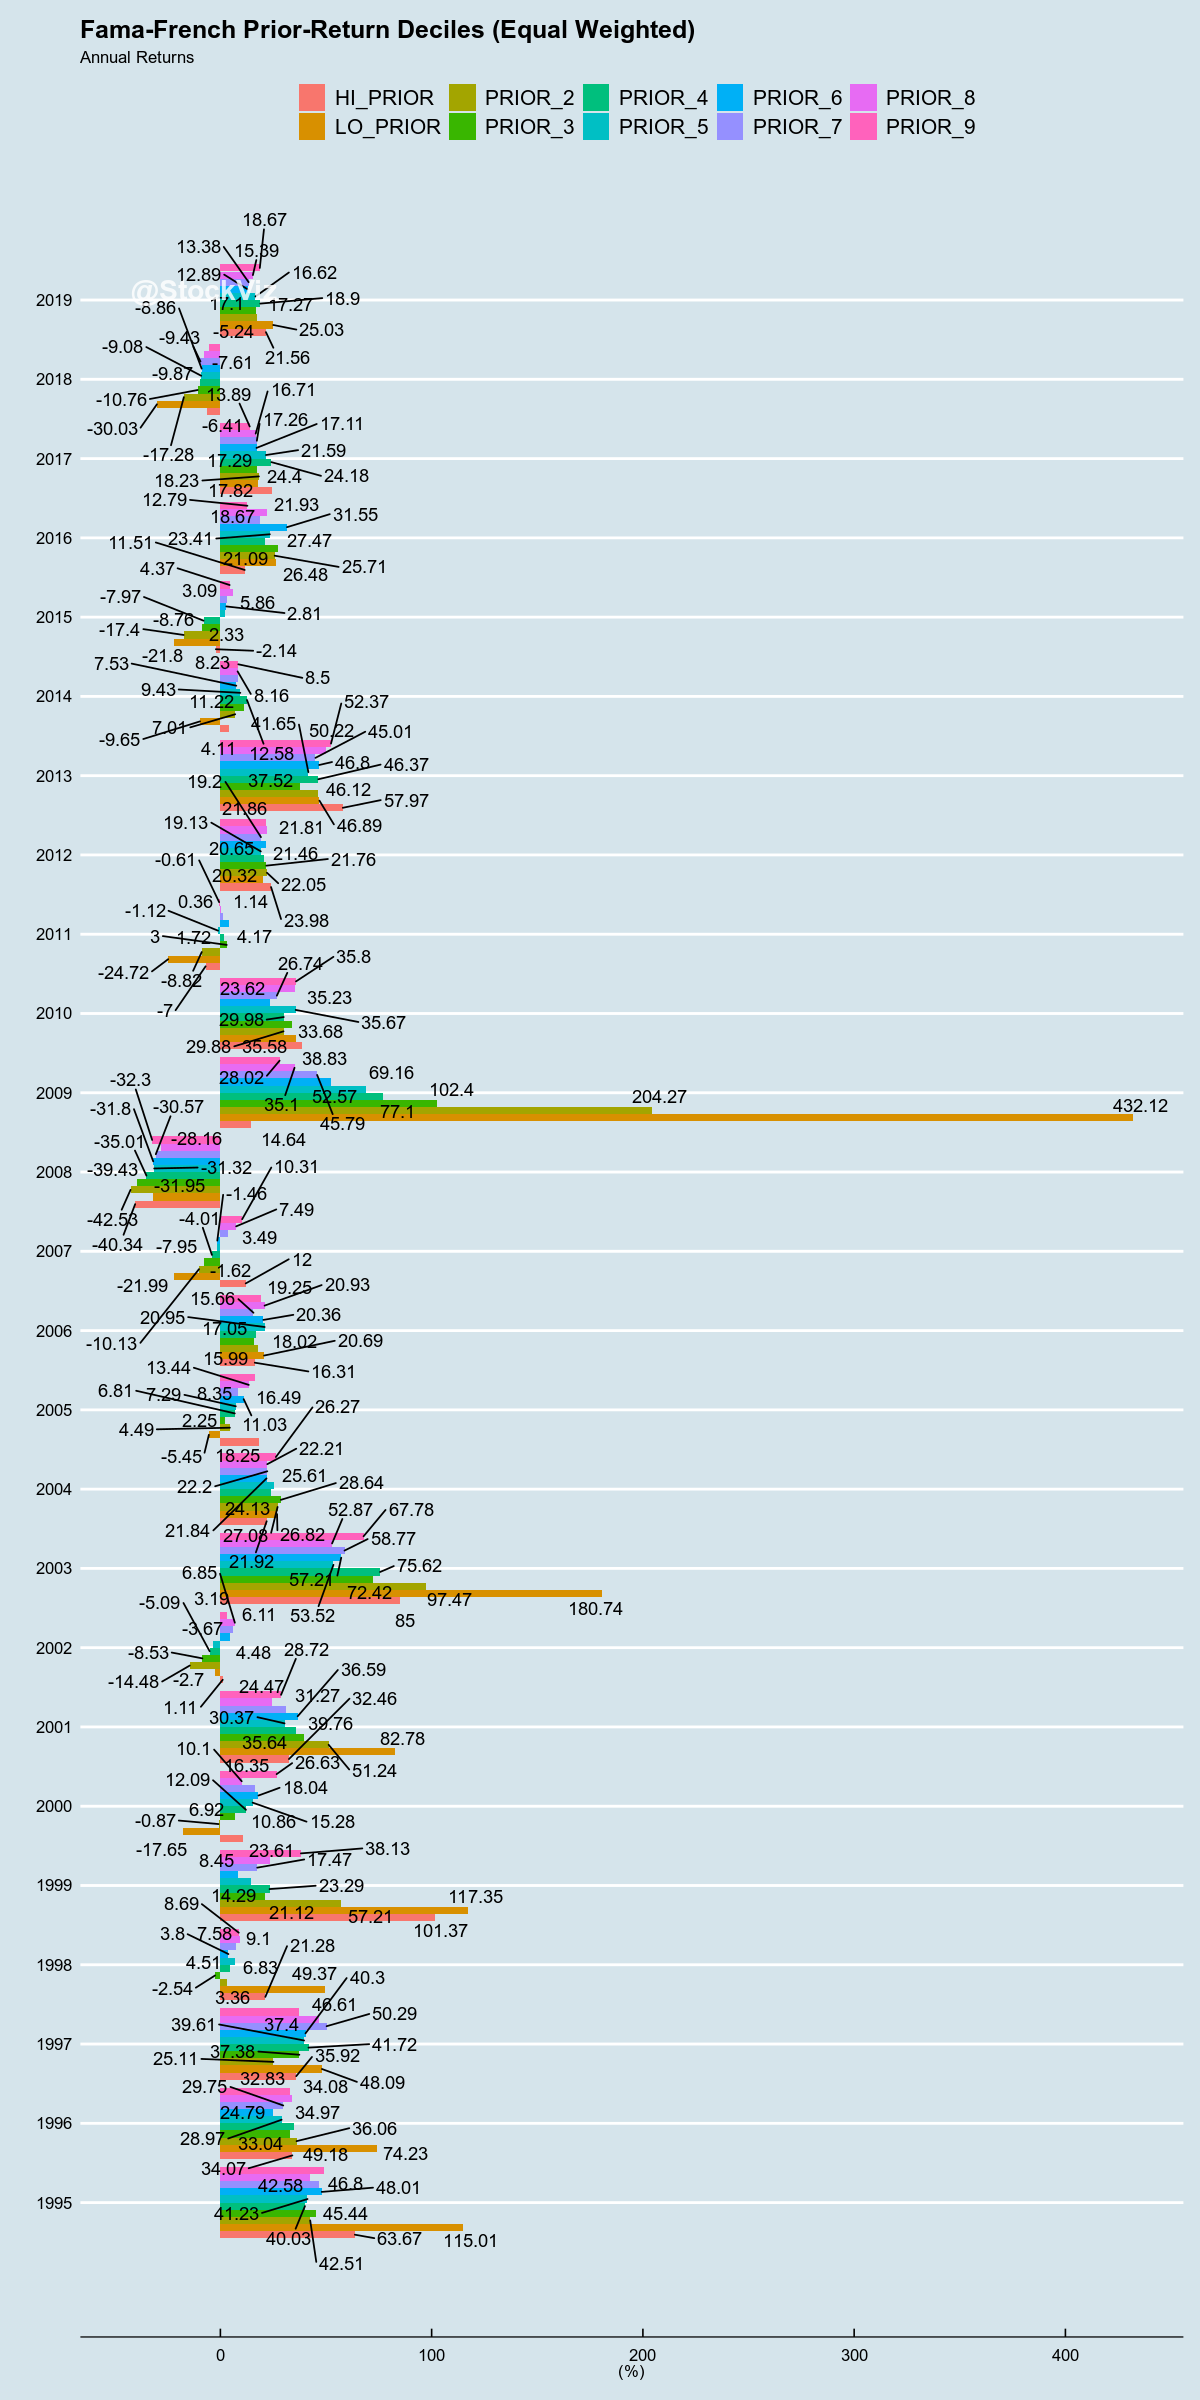 Fama-French Prior-Return Deciles (Equal Weighted)
Annual Returns
HI_PRIOR PRIOR_2 PRIOR_4 PRIOR_6 PRIOR_8
LO_PRIOR PRIOR_3 PRIOR_5 PRIOR_7 PRIOR_9
18.67
13.38 15.39
12.89 16.62
@StockViz
2019 17.1 17.27 18.9
-8.86 -5.24 25.03
-9.43 21.56
-9.08 -7.61
2018 -9.87
-10.76 13.89 16.71
-30.03 -6.41 17.26 17.11
-17.28 21.59
2017 17.29
18.23 24.4 24.18
12.79 17.82 21.93
18.67 31.55
2016 23.41 27.47
11.51 21.09 25.71
4.37 26.48
-7.97 3.09 5.86
2015 -8.76 2.81
-17.4 2.33
-21.8 -2.14
7.53 8.23 8.5
2014 9.43 8.16
11.22 52.37
-9.65 7.01 41.65 50.22 45.01
4.11 12.58 46.8 46.37
2013 19.2 37.52 46.12
21.86 57.97
19.13 21.81 46.89
2012 20.65 21.46 21.76
-0.61 20.32 22.05
0.36 1.14 23.98
-1.12
2011 3 -1.72 4.17
-24.72 -8.82 26.74 35.8
-7 23.62 35.23
2010 29.98 33.68 35.67
29.88 35.58 38.83
-32.3 28.02 69.16
2009 52.57 102.4 204.27
-31.8 -30.57 35.1 77.1 432.12
45.79
-35.01 -28.16 14.64
2008 -39.43 -31.32 10.31
-31.95 -1.46
-42.53 -4.01 7.49
-40.34 -7.95 3.49
2007 -1.62 12
-21.99 19.25 20.93
15.66
20.95 20.36
2006 17.05
-10.13 18.02 20.69
13.44 15.99 16.31
6.81 7.29 8.35 16.49
2005 2.25 26.27
4.49 11.03
-5.45 18.25 22.21
2004 22.2 25.61 28.64
24.13 52.87 67.78
21.84 27.08 26.82 58.77
2003 21.92 75.62
6.85 57.21 72.42
-5.09 3.19 97.47
6.11 53.52 180.74
-3.67 85
2002 -8.53 4.48 28.72
-14.48 -2.7 36.59
1.11 24.47 31.27 32.46
2001 30.37 39.76
10.1 35.64 82.78
12.09 16.35 26.63 51.24
18.04
2000 6.92
-0.87 10.86 15.28
-17.65 23.61 38.13
8.45 17.47
1999 14.29 23.29 117.35
8.69 21.12 57.21
3.8 7.58 9.1 101.37
21.28
1998 4.51 6.83 49.37 40.3
-2.54 3.36
46.61 50.29
39.61 37.4
1997 37.38 41.72
25.11 35.92
29.75 32.83 34.08 48.09
1996 24.79 34.97
28.97 33.04 36.06
34.07 49.18 74.23
42.58 46.8 48.01
1995 41.23 45.44
40.03 63.67 115.01
42.51
0 100 200 300 400
(%)